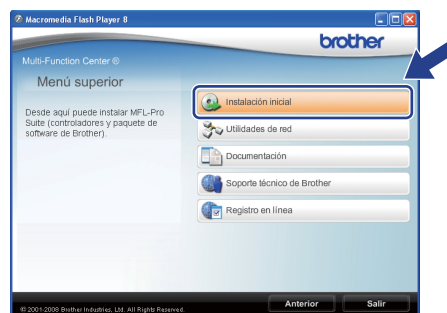 Macromedia Flash Player 8
brother
Multi-Function Center ®
Menú superior
Desde aquí puede instalar MFL-Pro
Suite (controladores y paquete de
software de Brother).
Instalación inicial
Utilidades de red
Documentación
Soporte técnico de Brother
Registro en línea
© 2001-2008 Brother Industries, Ltd. All Rights Reserved.
Anterior
Salir